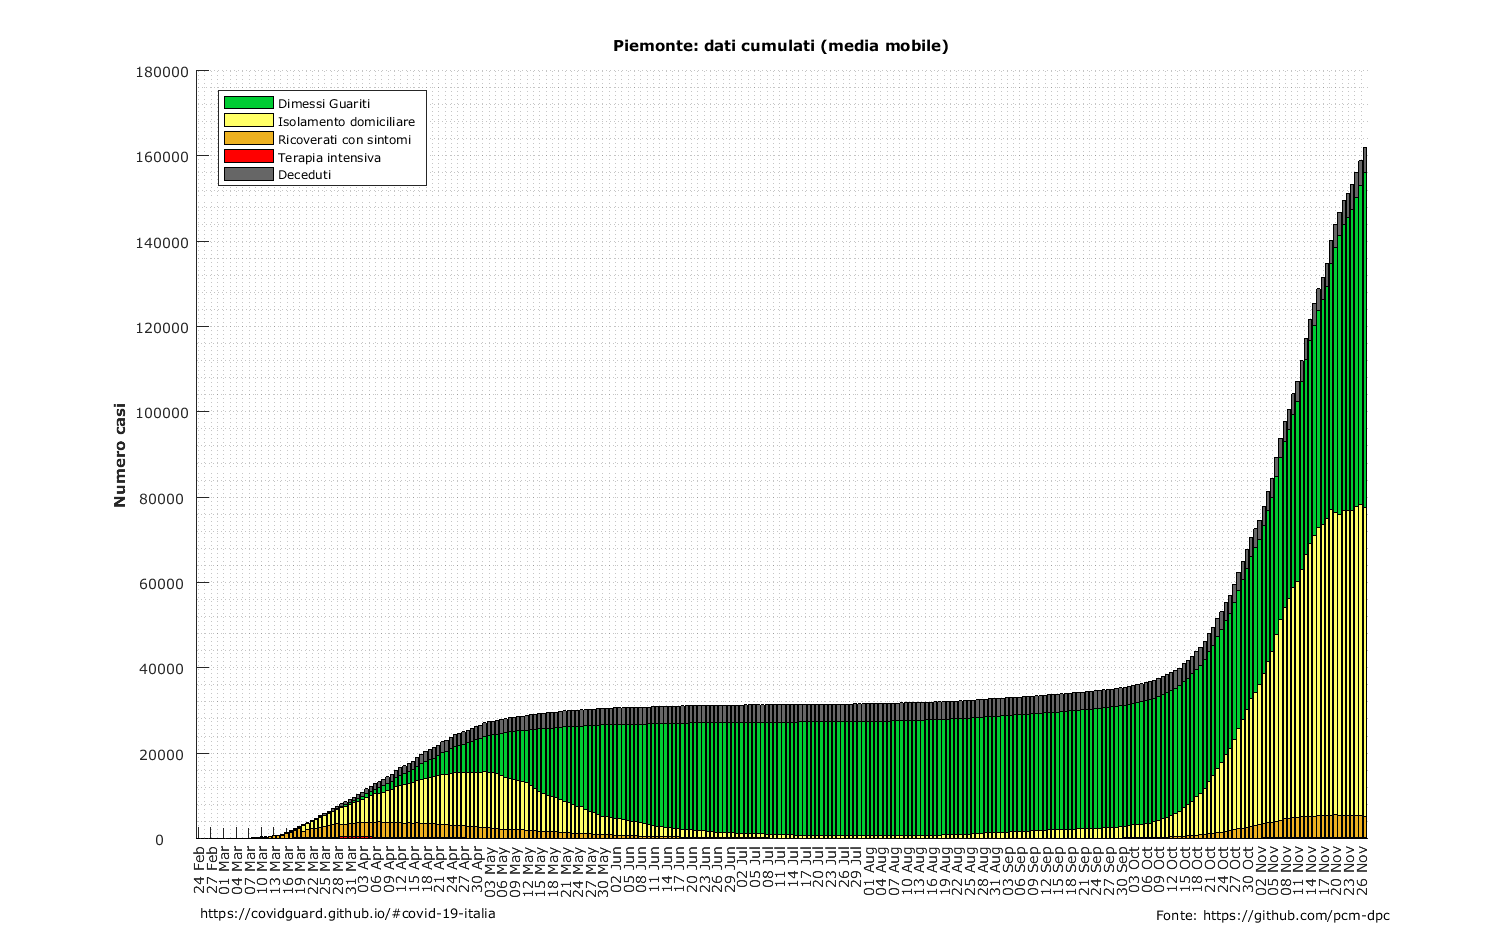 Piemonte: dati cumulati (media mobile)
180000
160000
140000
120000
100000
80000
60000
40000
20000
0
Numero casi
Dimessi Guariti
Isolamento domiciliare
Ricoverati con sintomi
Terapia intensiva
Deceduti
24 Feb
27 Feb
01 Mar
04 Mar
07 Mar
10 Mar
13 Mar
16 Mar
19 Mar
22 Mar
25 Mar
28 Mar
31 Mar
03 Apr
06 Apr
09 Apr
12 Apr
15 Apr
18 Apr
21 Apr
24 Apr
27 Apr
30 Apr
03 May
06 May
09 May
12 May
15 May
18 May
21 May
24 May
27 May
30 May
02 Jun
05 Jun
08 Jun
11 Jun
14 Jun
17 Jun
20 Jun
23 Jun
26 Jun
29 Jun
02 Jul
05 Jul
08 Jul
11 Jul
14 Jul
17 Jul
20 Jul
23 Jul
26 Jul
29 Jul
01 Aug
04 Aug
07 Aug
10 Aug
13 Aug
16 Aug
19 Aug
22 Aug
25 Aug
28 Aug
31 Aug
03 Sep
06 Sep
09 Sep
12 Sep
15 Sep
18 Sep
21 Sep
24 Sep
27 Sep
30 Sep
03 Oct
06 Oct
09 Oct
12 Oct
15 Oct
18 Oct
21 Oct
24 Oct
27 Oct
30 Oct
02 Nov
05 Nov
08 Nov
11 Nov
14 Nov
17 Nov
20 Nov
23 Nov
26 Nov
https://covidguard.github.io/#covid-19-italia
Fonte: https://github.com/pcm-dpc